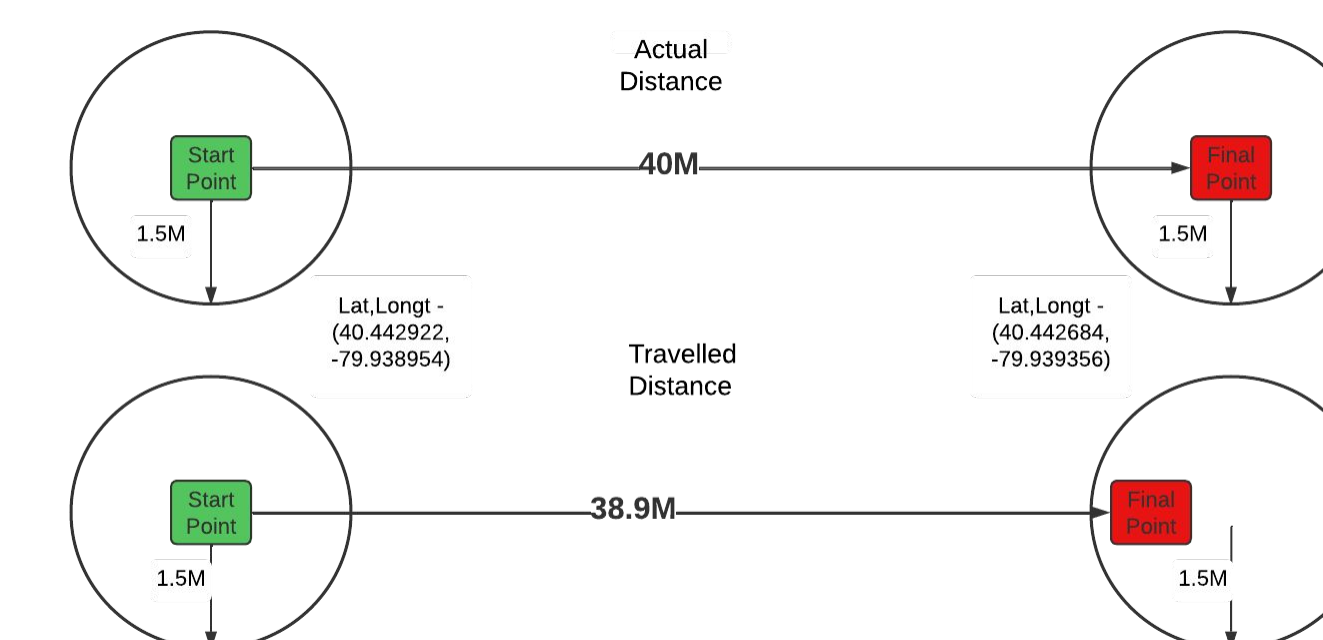 Actual
Distance
Start
Point
40M
Final
Point
1.5M
1.5M
Lat,Longt -
(40.442922,
-79.938954)
Lat,Longt -
(40.442684,
-79.939356)
Travelled
Distance
Start
Point
38.9M
Final
Point
1.5M
1.5M